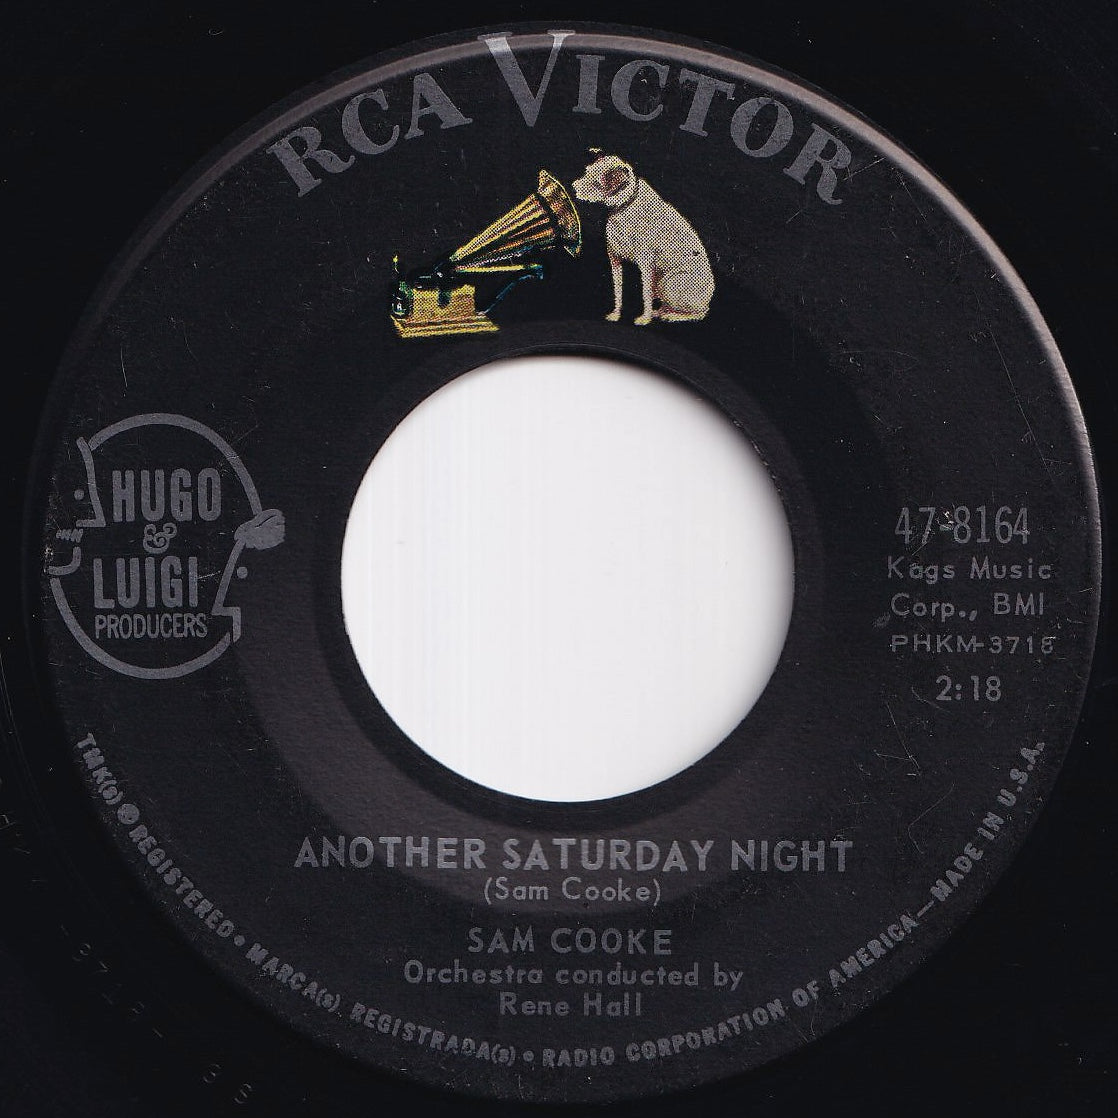 RCA VICTOR
HUGO
&
LUIGI
PRODUCERS
47-8164
Kags Music
Corp., BMI
PHKM-3718
2:18
ANOTHER SATURDAY NIGHT
(Sam Cooke)
SAM COOKE
Orchestra conducted by
Rene Hall
TMK(s) ® REGISTERED • MARCA(s) REGISTRADA(s) • RADIO CORPORATION OF AMERICA—MADE IN U.S.A.